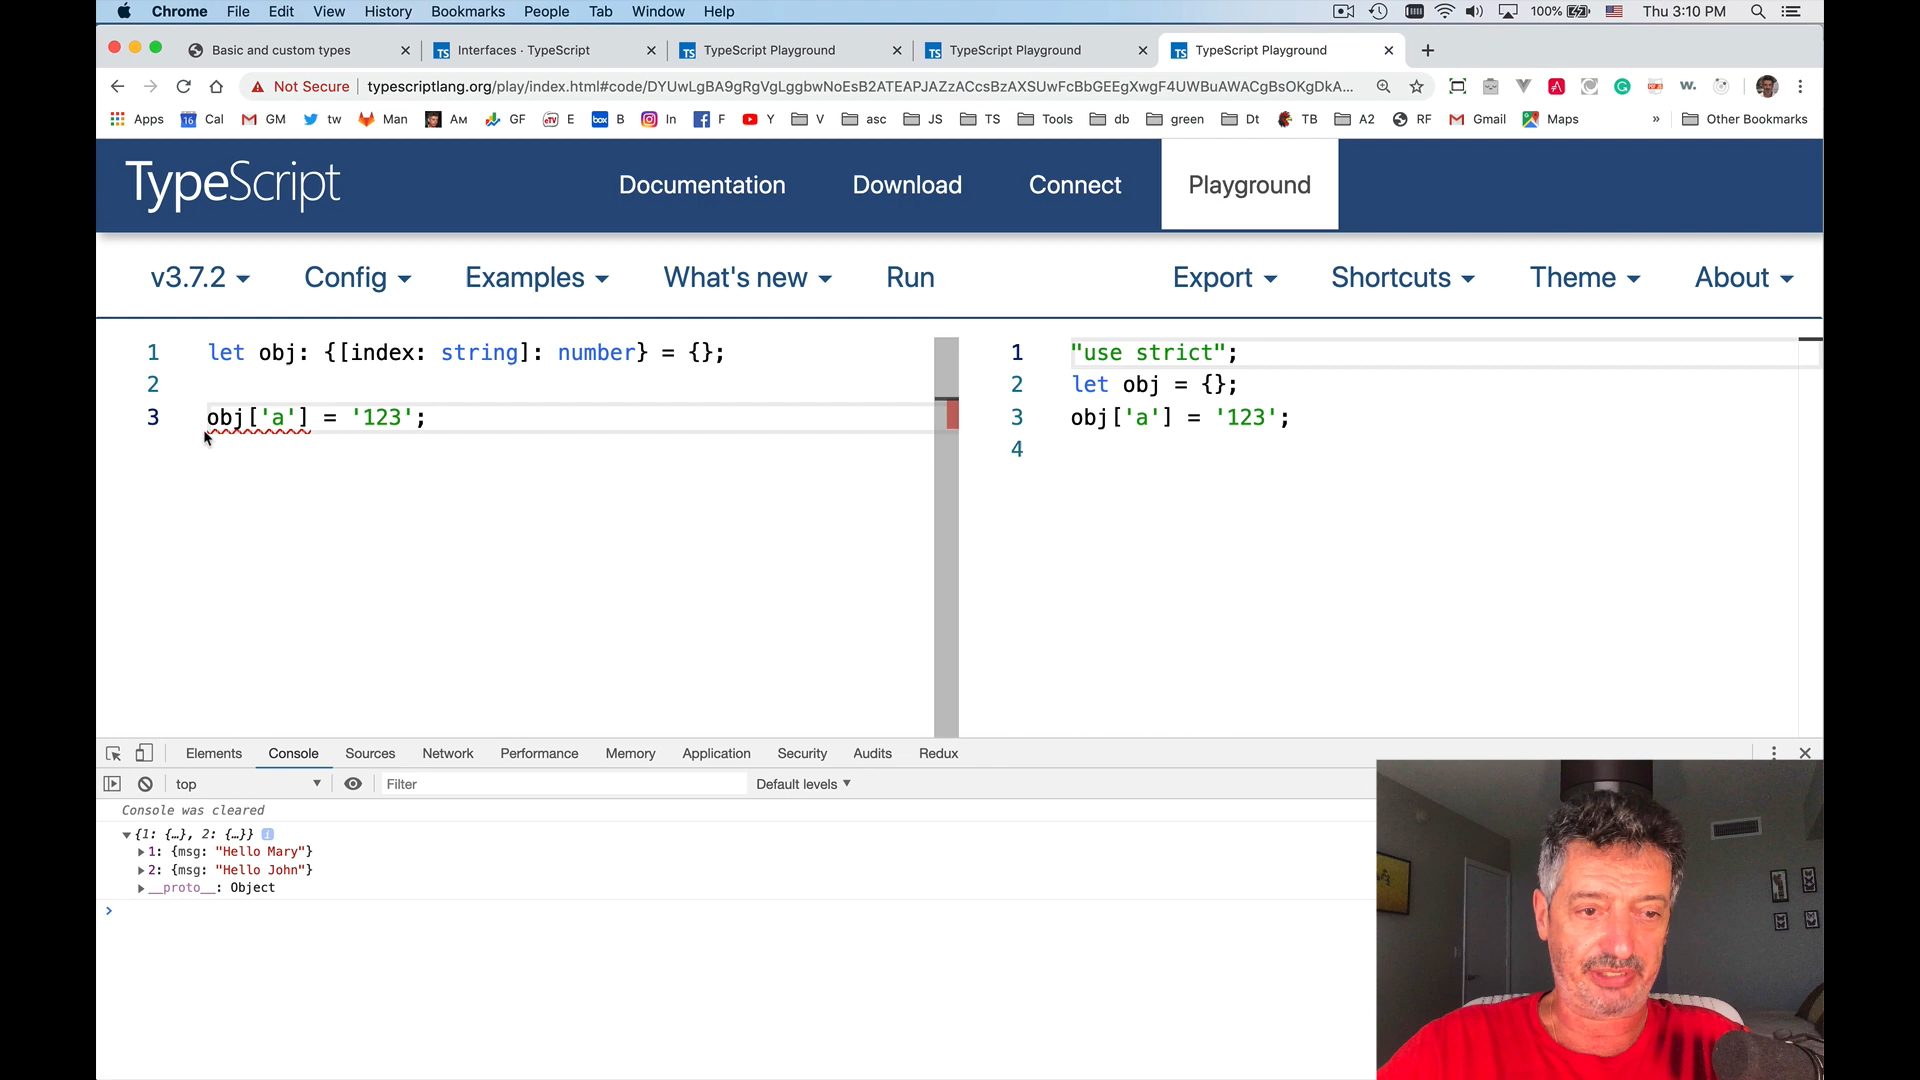 Chrome File Edit View History Bookmarks People Tab Window Help 100% Thu 3:10 PM
Basic and custom types Interfaces · TypeScript TypeScript Playground TypeScript Playground TypeScript Playground
Not Secure typescriptlang.org/play/index.html#code/DYUwLgBA9gRgVgLggbwNoEsB2ATEAPJAZzACcsBzAXSUwFcBbGEEgXwgF4UWBuAWACgBsOKgDkA...
Apps 16 Cal GM tw Man Ам GF eTV E box B In F Y V asc JS TS Tools db green Dt TB A2 RF Gmail Maps » Other Bookmarks
TypeScript Documentation Download Connect Playground
v3.7.2 Config Examples What's new Run Export Shortcuts Theme About
1 let obj: {[index: string]: number} = {};
2
3 obj['a'] = '123';
1 "use strict";
2 let obj = {};
3 obj['a'] = '123';
4
Elements Console Sources Network Performance Memory Application Security Audits Redux
top Filter Default levels
Console was cleared
{1: {…}, 2: {…}} i
1: {msg: "Hello Mary"}
2: {msg: "Hello John"}
__proto__: Object
>